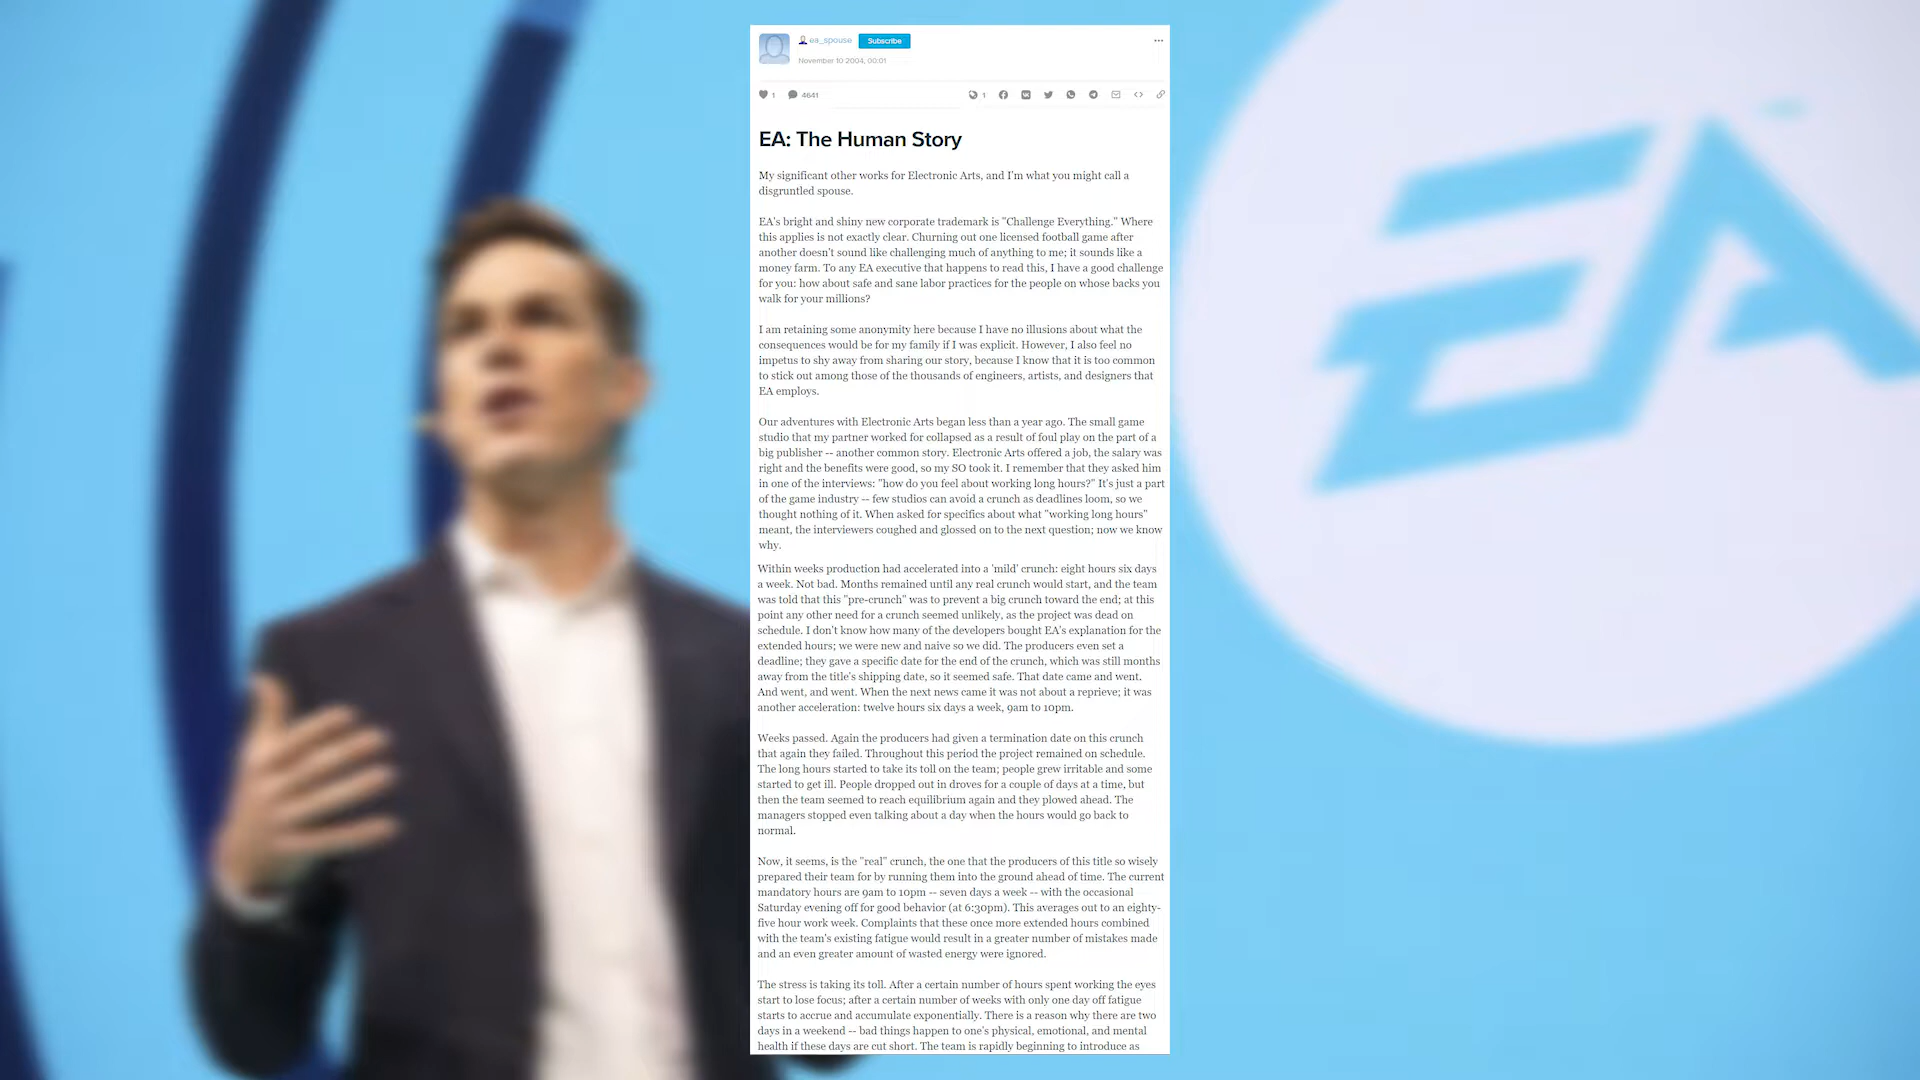 ea_spouse
Subscribe
November 10 2004, 00:01
1
4641
1
EA: The Human Story
My significant other works for Electronic Arts, and I'm what you might call a
disgruntled spouse.
EA's bright and shiny new corporate trademark is "Challenge Everything." Where
this applies is not exactly clear. Churning out one licensed football game after
another doesn't sound like challenging much of anything to me; it sounds like a
money farm. To any EA executive that happens to read this, I have a good challenge
for you: how about safe and sane labor practices for the people on whose backs you
walk for your millions?
I am retaining some anonymity here because I have no illusions about what the
consequences would be for my family if I was explicit. However, I also feel no
impetus to shy away from sharing our story, because I know that it is too common
to stick out among those of the thousands of engineers, artists, and designers that
EA employs.
Our adventures with Electronic Arts began less than a year ago. The small game
studio that my partner worked for collapsed as a result of foul play on the part of a
big publisher -- another common story. Electronic Arts offered a job, the salary was
right and the benefits were good, so my SO took it. I remember that they asked him
in one of the interviews: "how do you feel about working long hours?" It's just a part
of the game industry -- few studios can avoid a crunch as deadlines loom, so we
thought nothing of it. When asked for specifics about what "working long hours"
meant, the interviewers coughed and glossed on to the next question; now we know
why.
Within weeks production had accelerated into a 'mild' crunch: eight hours six days
a week. Not bad. Months remained until any real crunch would start, and the team
was told that this "pre-crunch" was to prevent a big crunch toward the end; at this
point any other need for a crunch seemed unlikely, as the project was dead on
schedule. I don't know how many of the developers bought EA's explanation for the
extended hours; we were new and naive so we did. The producers even set a
deadline; they gave a specific date for the end of the crunch, which was still months
away from the title's shipping date, so it seemed safe. That date came and went.
And went, and went. When the next news came it was not about a reprieve; it was
another acceleration: twelve hours six days a week, 9am to 10pm.
Weeks passed. Again the producers had given a termination date on this crunch
that again they failed. Throughout this period the project remained on schedule.
The long hours started to take its toll on the team; people grew irritable and some
started to get ill. People dropped out in droves for a couple of days at a time, but
then the team seemed to reach equilibrium again and they plowed ahead. The
managers stopped even talking about a day when the hours would go back to
normal.
Now, it seems, is the "real" crunch, the one that the producers of this title so wisely
prepared their team for by running them into the ground ahead of time. The current
mandatory hours are 9am to 10pm -- seven days a week -- with the occasional
Saturday evening off for good behavior (at 6:30pm). This averages out to an eighty-
five hour work week. Complaints that these once more extended hours combined
with the team's existing fatigue would result in a greater number of mistakes made
and an even greater amount of wasted energy were ignored.
The stress is taking its toll. After a certain number of hours spent working the eyes
start to lose focus; after a certain number of weeks with only one day off fatigue
starts to accrue and accumulate exponentially. There is a reason why there are two
days in a weekend -- bad things happen to one's physical, emotional, and mental
health if these days are cut short. The team is rapidly beginning to introduce as
EA